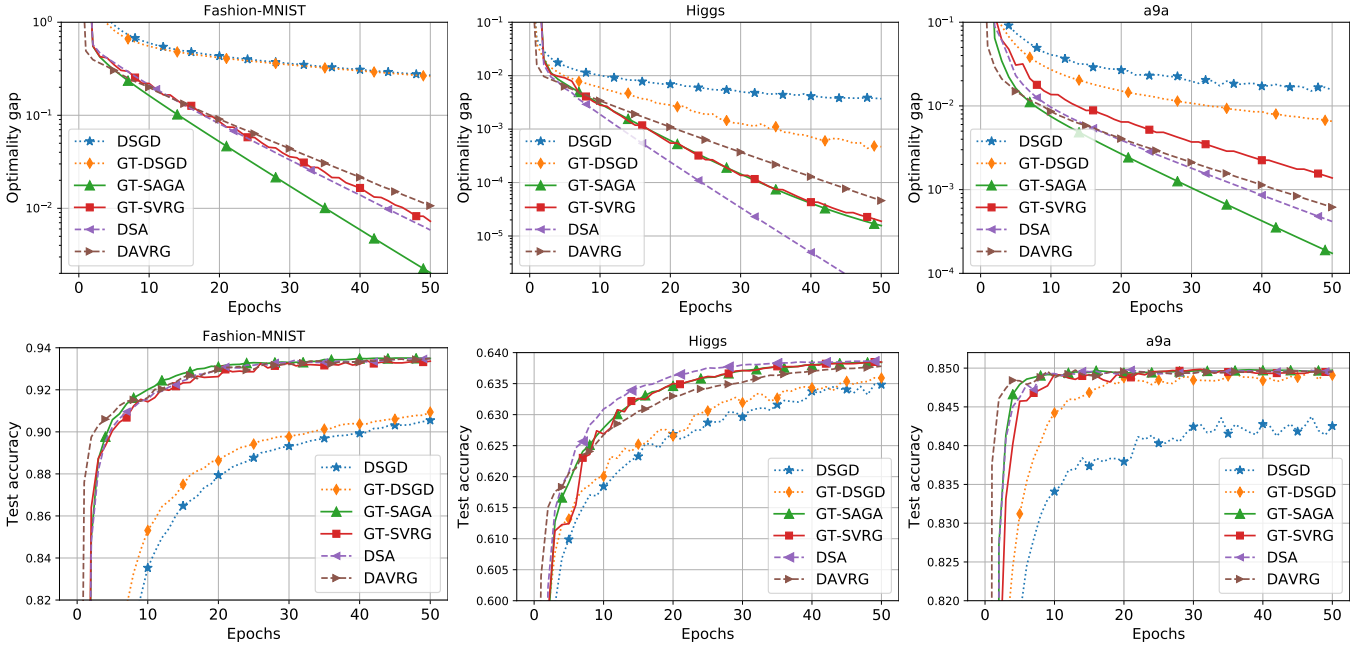 Fashion-MNIST
Optimality gap
10⁰
10⁻¹
10⁻²
DSGD
GT-DSGD
GT-SAGA
GT-SVRG
DSA
DAVRG
0 10 20 30 40 50
Epochs
Higgs
Optimality gap
10⁻¹
10⁻²
10⁻³
10⁻⁴
10⁻⁵
DSGD
GT-DSGD
GT-SAGA
GT-SVRG
DSA
DAVRG
0 10 20 30 40 50
Epochs
a9a
Optimality gap
10⁻¹
10⁻²
10⁻³
10⁻⁴
DSGD
GT-DSGD
GT-SAGA
GT-SVRG
DSA
DAVRG
0 10 20 30 40 50
Epochs
Fashion-MNIST
Test accuracy
0.94
0.92
0.90
0.88
0.86
0.84
0.82
DSGD
GT-DSGD
GT-SAGA
GT-SVRG
DSA
DAVRG
0 10 20 30 40 50
Epochs
Higgs
Test accuracy
0.640
0.635
0.630
0.625
0.620
0.615
0.610
0.605
0.600
DSGD
GT-DSGD
GT-SAGA
GT-SVRG
DSA
DAVRG
0 10 20 30 40 50
Epochs
a9a
Test accuracy
0.850
0.845
0.840
0.835
0.830
0.825
0.820
DSGD
GT-DSGD
GT-SAGA
GT-SVRG
DSA
DAVRG
0 10 20 30 40 50
Epochs